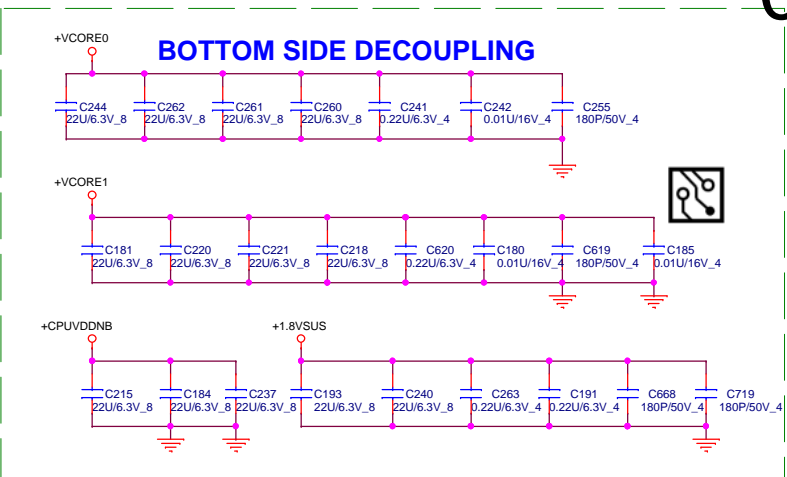 +VCORE0
BOTTOM SIDE DECOUPLING
C244 C262 C261 C260 C241 C242 C255
22U/6.3V_8 22U/6.3V_8 22U/6.3V_8 22U/6.3V_8 0.22U/6.3V_4 0.01U/16V_4 180P/50V_4
+VCORE1
C181 C220 C221 C218 C620 C180 C619 C185
22U/6.3V_8 22U/6.3V_8 22U/6.3V_8 22U/6.3V_8 0.22U/6.3V_4 0.01U/16V_4 180P/50V_4 0.01U/16V_4
+CPUVDDNB +1.8VSUS
C215 C184 C237 C193 C240 C263 C191 C668 C719
22U/6.3V_8 22U/6.3V_8 22U/6.3V_8 22U/6.3V_8 22U/6.3V_8 0.22U/6.3V_4 0.22U/6.3V_4 180P/50V_4 180P/50V_4